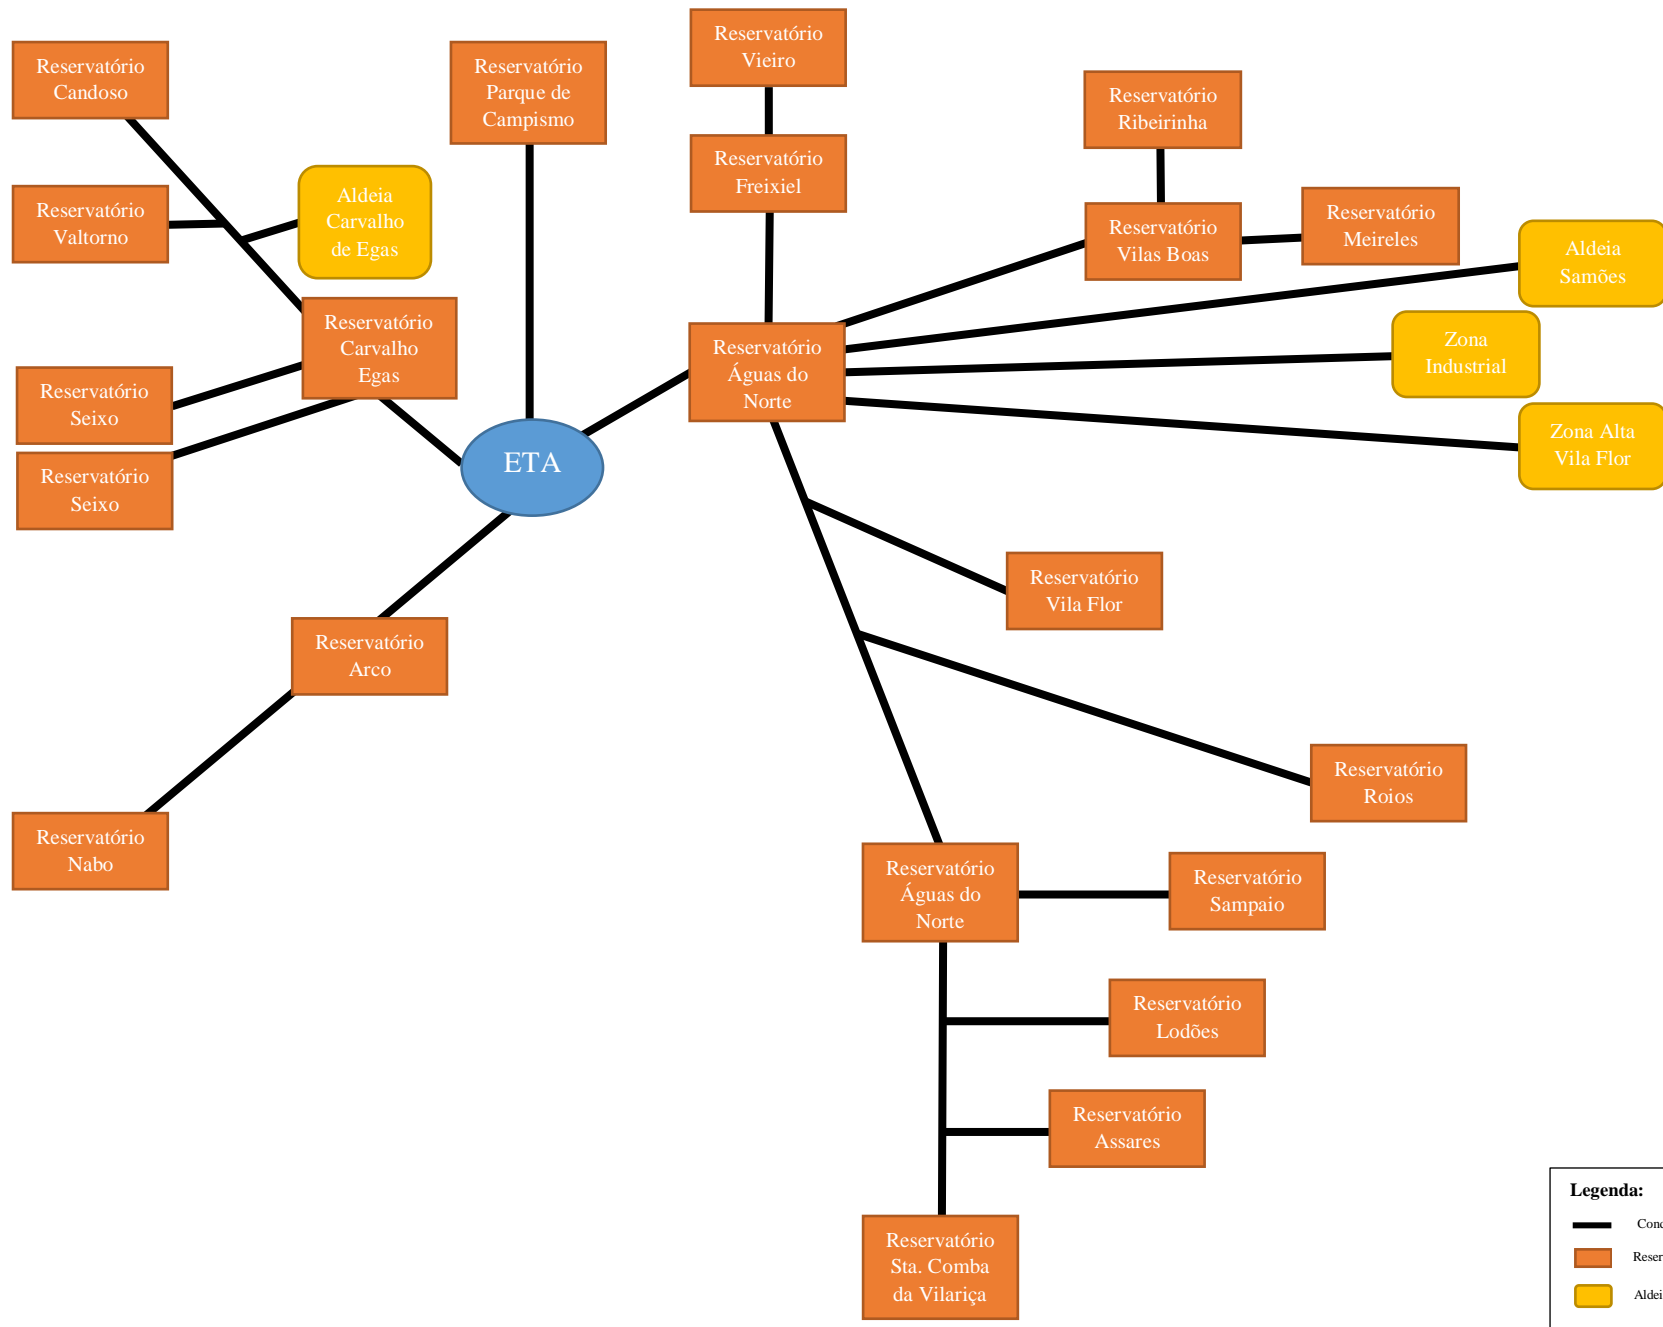 Reservatório
Vieiro
Reservatório
Candoso
Reservatório
Parque de
Campismo
Reservatório
Ribeirinha
Reservatório
Freixiel
Aldeia
Carvalho
de Egas
Reservatório
Valtorno
Reservatório
Vilas Boas
Reservatório
Meireles
Aldeia
Samões
Reservatório
Carvalho
Egas
Reservatório
Águas do
Norte
Zona
Industrial
Reservatório
Seixo
Zona Alta
Vila Flor
Reservatório
Seixo
ETA
Reservatório
Vila Flor
Reservatório
Arco
Reservatório
Roios
Reservatório
Nabo
Reservatório
Águas do
Norte
Reservatório
Sampaio
Reservatório
Lodões
Reservatório
Assares
Reservatório
Sta. Comba
da Vilariça
Legenda: